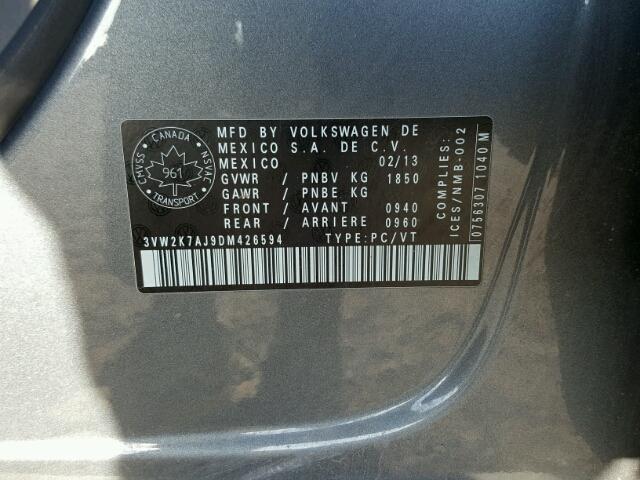 MFD BY VOLKSWAGEN DE
MEXICO S.A. DE C.V.
MEXICO 02/13
GVWR / PNBV KG 1850
GAWR / PNBE KG
FRONT / AVANT 0940
REAR / ARRIERE 0960
3VW2K7AJ9DM426594 TYPE:PC/VT
CANADA
CMVSS
NSVAC
961
TRANSPORT
COMPLIES:
ICES/NMB-002
0756307 1040 M